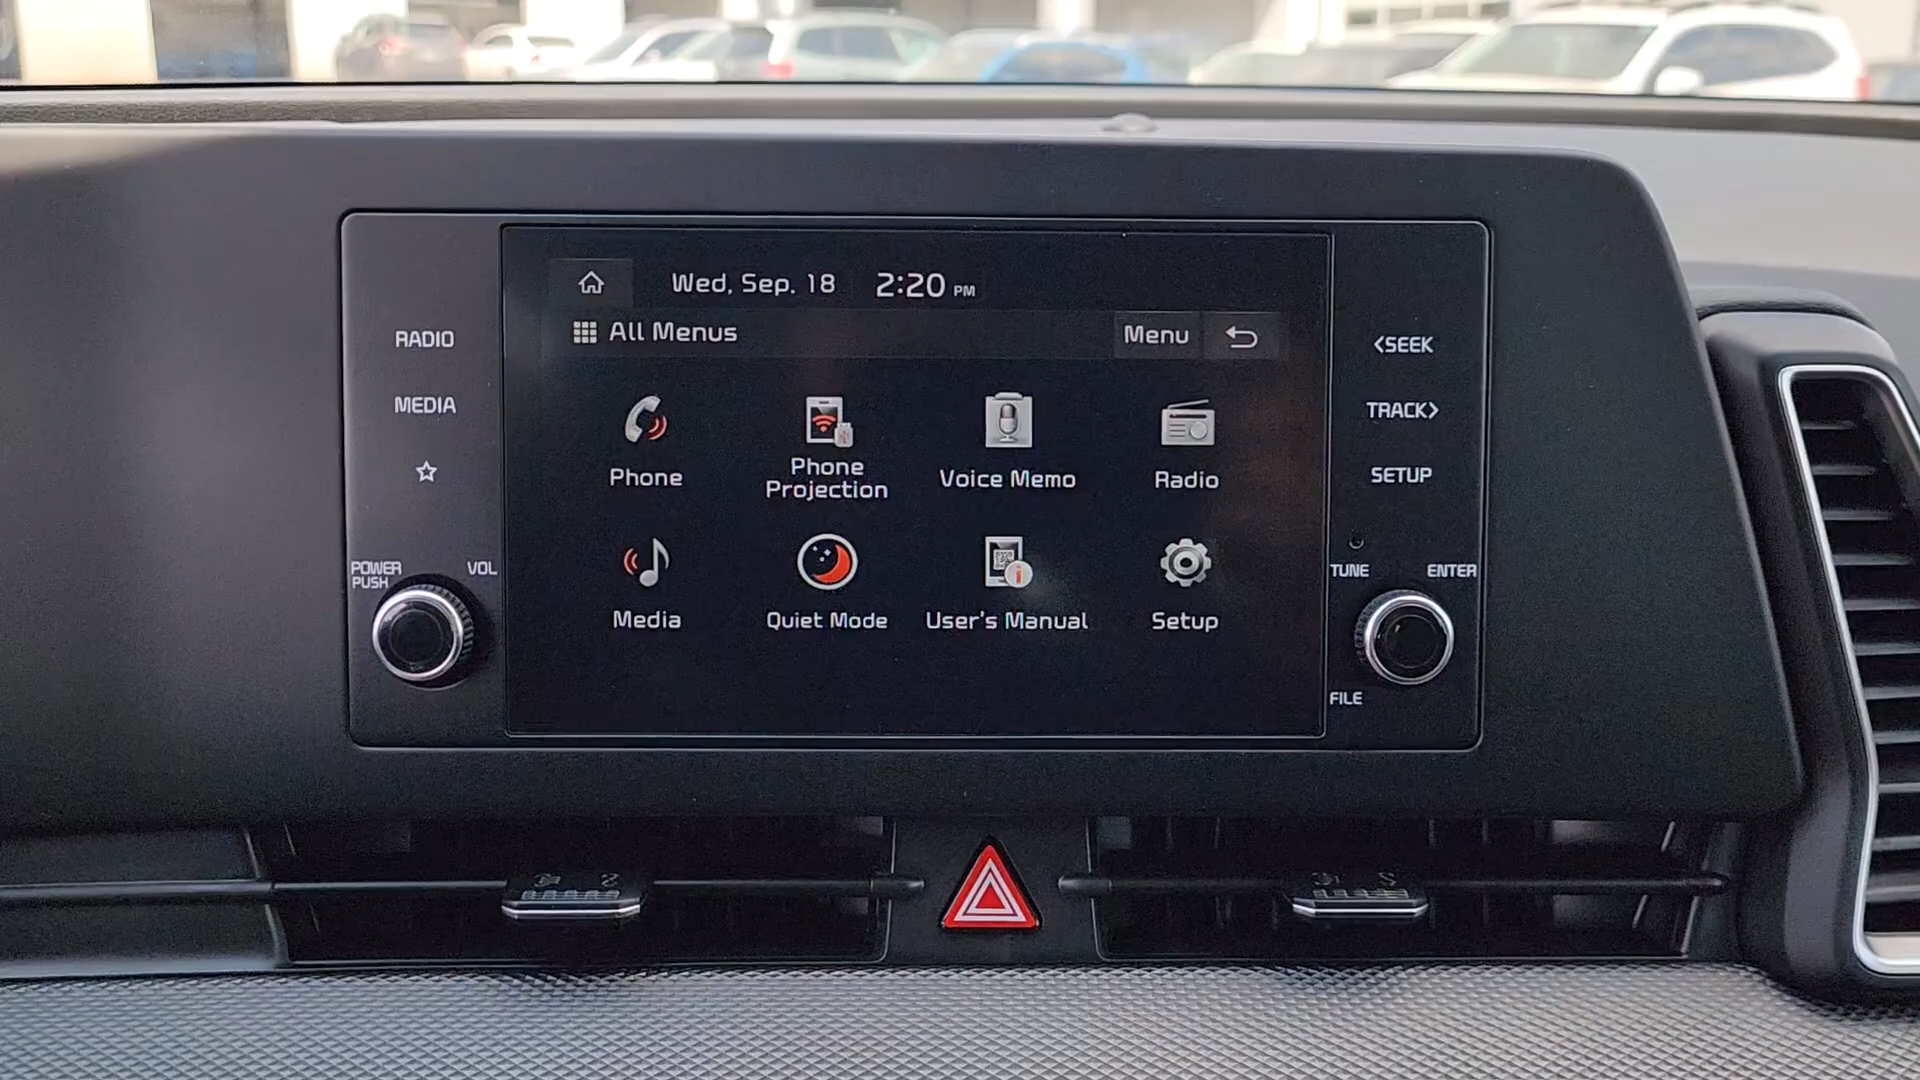 Wed, Sep. 18 2:20 PM
All Menus
Menu
RADIO
MEDIA
POWER
PUSH
VOL
Phone
Phone
Projection
Voice Memo
Radio
Media
Quiet Mode
User's Manual
Setup
<SEEK
TRACK>
SETUP
TUNE
ENTER
FILE